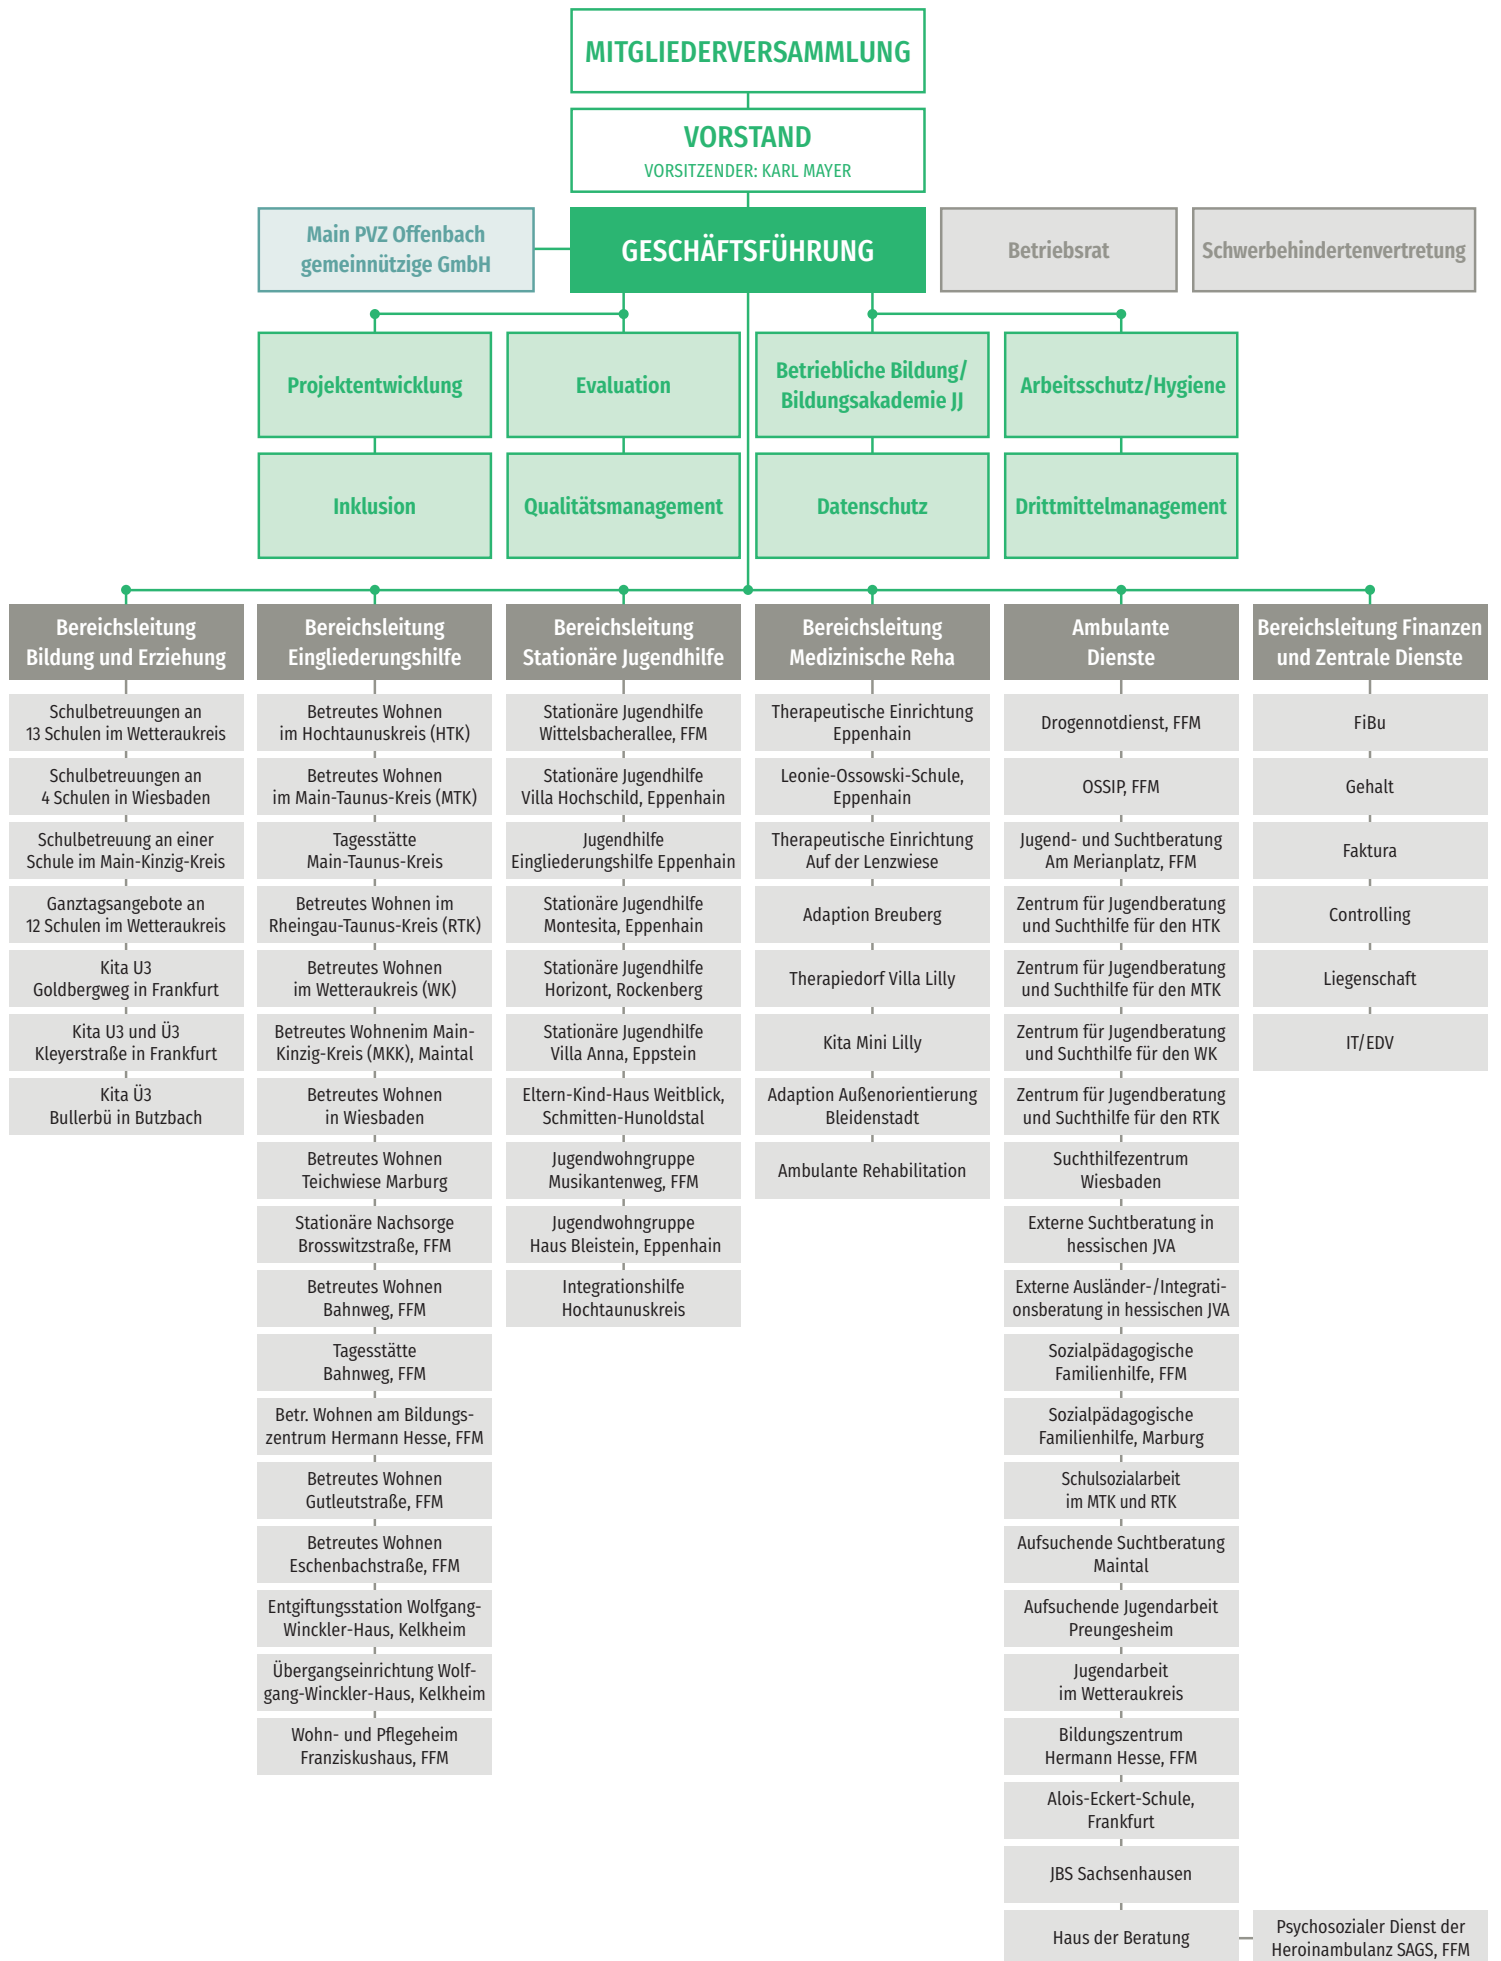 MITGLIEDERVERSAMMLUNG
VORSTAND
VORSITZENDER: KARL MAYER
Main PVZ Offenbach
gemeinnützige GmbH
GESCHÄFTSFÜHRUNG
Betriebsrat
Schwerbehindertenvertretung
Projektentwicklung
Evaluation
Betriebliche Bildung/
Bildungsakademie JJ
Arbeitsschutz/Hygiene
Inklusion
Qualitätsmanagement
Datenschutz
Drittmittelmanagement
Bereichsleitung
Bildung und Erziehung
Schulbetreuungen an
13 Schulen im Wetteraukreis
Schulbetreuungen an
4 Schulen in Wiesbaden
Schulbetreuung an einer
Schule im Main-Kinzig-Kreis
Ganztagsangebote an
12 Schulen im Wetteraukreis
Kita U3
Goldbergweg in Frankfurt
Kita U3 und Ü3
Kleyerstraße in Frankfurt
Kita Ü3
Bullerbü in Butzbach
Bereichsleitung
Eingliederungshilfe
Betreutes Wohnen
im Hochtaunuskreis (HTK)
Betreutes Wohnen
im Main-Taunus-Kreis (MTK)
Tagesstätte
Main-Taunus-Kreis
Betreutes Wohnen im
Rheingau-Taunus-Kreis (RTK)
Betreutes Wohnen
im Wetteraukreis (WK)
Betreutes Wohnenim Main-
Kinzig-Kreis (MKK), Maintal
Betreutes Wohnen
in Wiesbaden
Betreutes Wohnen
Teichwiese Marburg
Stationäre Nachsorge
Brosswitzstraße, FFM
Betreutes Wohnen
Bahnweg, FFM
Tagesstätte
Bahnweg, FFM
Betr. Wohnen am Bildungs-
zentrum Hermann Hesse, FFM
Betreutes Wohnen
Gutleutstraße, FFM
Betreutes Wohnen
Eschenbachstraße, FFM
Entgiftungsstation Wolfgang-
Winckler-Haus, Kelkheim
Übergangseinrichtung Wolf-
gang-Winckler-Haus, Kelkheim
Wohn- und Pflegeheim
Franziskushaus, FFM
Bereichsleitung
Stationäre Jugendhilfe
Stationäre Jugendhilfe
Wittelsbacherallee, FFM
Stationäre Jugendhilfe
Villa Hochschild, Eppenhain
Jugendhilfe
Eingliederungshilfe Eppenhain
Stationäre Jugendhilfe
Montesita, Eppenhain
Stationäre Jugendhilfe
Horizont, Rockenberg
Stationäre Jugendhilfe
Villa Anna, Eppstein
Eltern-Kind-Haus Weitblick,
Schmitten-Hunoldstal
Jugendwohngruppe
Musikantenweg, FFM
Jugendwohngruppe
Haus Bleistein, Eppenhain
Integrationshilfe
Hochtaunuskreis
Bereichsleitung
Medizinische Reha
Therapeutische Einrichtung
Eppenhain
Leonie-Ossowski-Schule,
Eppenhain
Therapeutische Einrichtung
Auf der Lenzwiese
Adaption Breuberg
Therapiedorf Villa Lilly
Kita Mini Lilly
Adaption Außenorientierung
Bleidenstadt
Ambulante Rehabilitation
Ambulante
Dienste
Drogennotdienst, FFM
OSSIP, FFM
Jugend- und Suchtberatung
Am Merianplatz, FFM
Zentrum für Jugendberatung
und Suchthilfe für den HTK
Zentrum für Jugendberatung
und Suchthilfe für den MTK
Zentrum für Jugendberatung
und Suchthilfe für den WK
Zentrum für Jugendberatung
und Suchthilfe für den RTK
Suchthilfezentrum
Wiesbaden
Externe Suchtberatung in
hessischen JVA
Externe Ausländer-/Integrati-
onsberatung in hessischen JVA
Sozialpädagogische
Familienhilfe, FFM
Sozialpädagogische
Familienhilfe, Marburg
Schulsozialarbeit
im MTK und RTK
Aufsuchende Suchtberatung
Maintal
Aufsuchende Jugendarbeit
Preungesheim
Jugendarbeit
im Wetteraukreis
Bildungszentrum
Hermann Hesse, FFM
Alois-Eckert-Schule,
Frankfurt
JBS Sachsenhausen
Haus der Beratung
Psychosozialer Dienst der
Heroinambulanz SAGS, FFM
Bereichsleitung Finanzen
und Zentrale Dienste
FiBu
Gehalt
Faktura
Controlling
Liegenschaft
IT/EDV